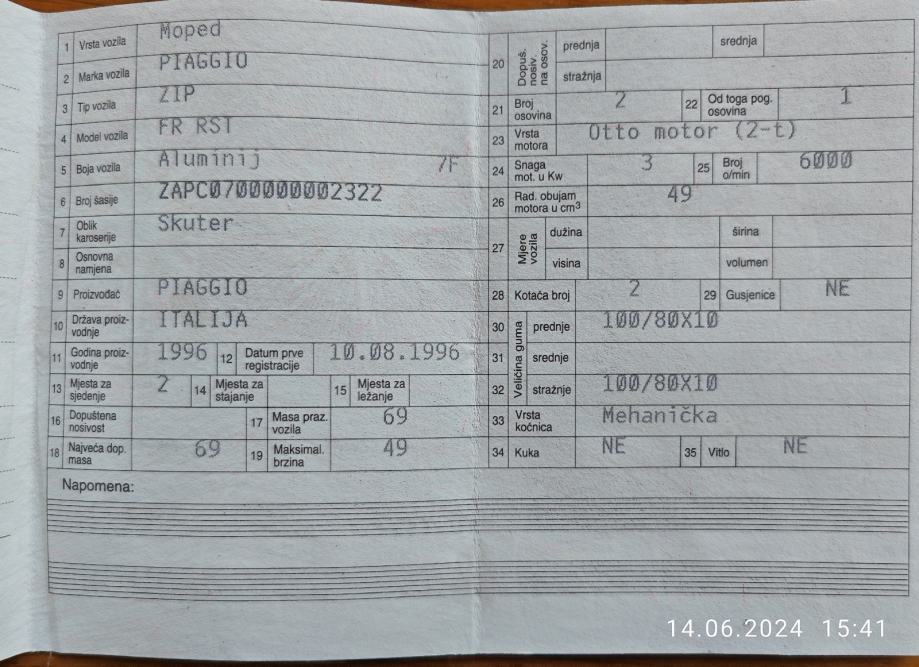 1 Vrsta vozila Moped
2 Marka vozila PIAGGIO
3 Tip vozila ZIP
4 Model vozila FR RST
5 Boja vozila Aluminij 7F
6 Broj šasije ZAPC0700000002322
7 Oblik karoserije Skuter
8 Osnovna namjena
9 Proizvođač PIAGGIO
10 Država proiz-
vodnje ITALIJA
11 Godina proiz-
vodnje 1996 12 Datum prve registracije 10.08.1996
13 Mjesta za sjedenje 2 14 Mjesta za stajanje 15 Mjesta za ležanje
16 Dopuštena nosivost 17 Masa praz. vozila 69
18 Najveća dop. masa 69 19 Maksimal. brzina 49
20 Dopuš. nosiv. na osov. prednja srednja
stražnja
21 Broj osovina 2 22 Od toga pog. osovina 1
23 Vrsta motora Otto motor (2-t)
24 Snaga mot. u Kw 3 25 Broj o/min 6000
26 Rad. obujam motora u cm³ 49
27 Mjere vozila dužina širina
visina volumen
28 Kotača broj 2 29 Gusjenice NE
30 Veličina guma prednje 100/80X10
31 srednje
32 stražnje 100/80X10
33 Vrsta kočnica Mehanička
34 Kuka NE 35 Vitlo NE
Napomena:
14.06.2024 15:41